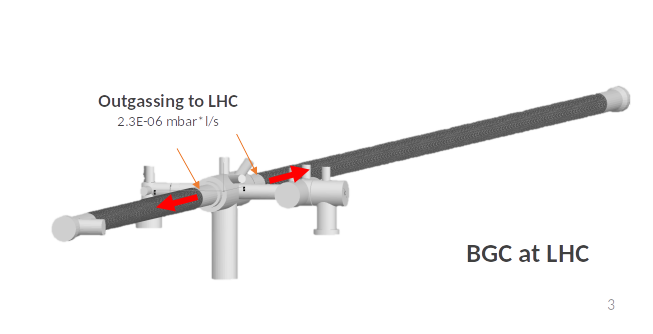 Outgassing to LHC
2.3E-06 mbar*l/s
BGC at LHC
3